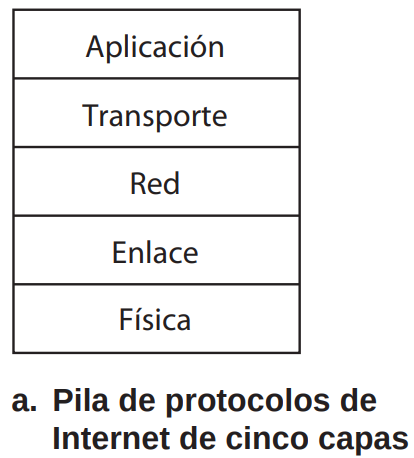 Aplicación
Transporte
Red
Enlace
Física
a. Pila de protocolos de
Internet de cinco capas